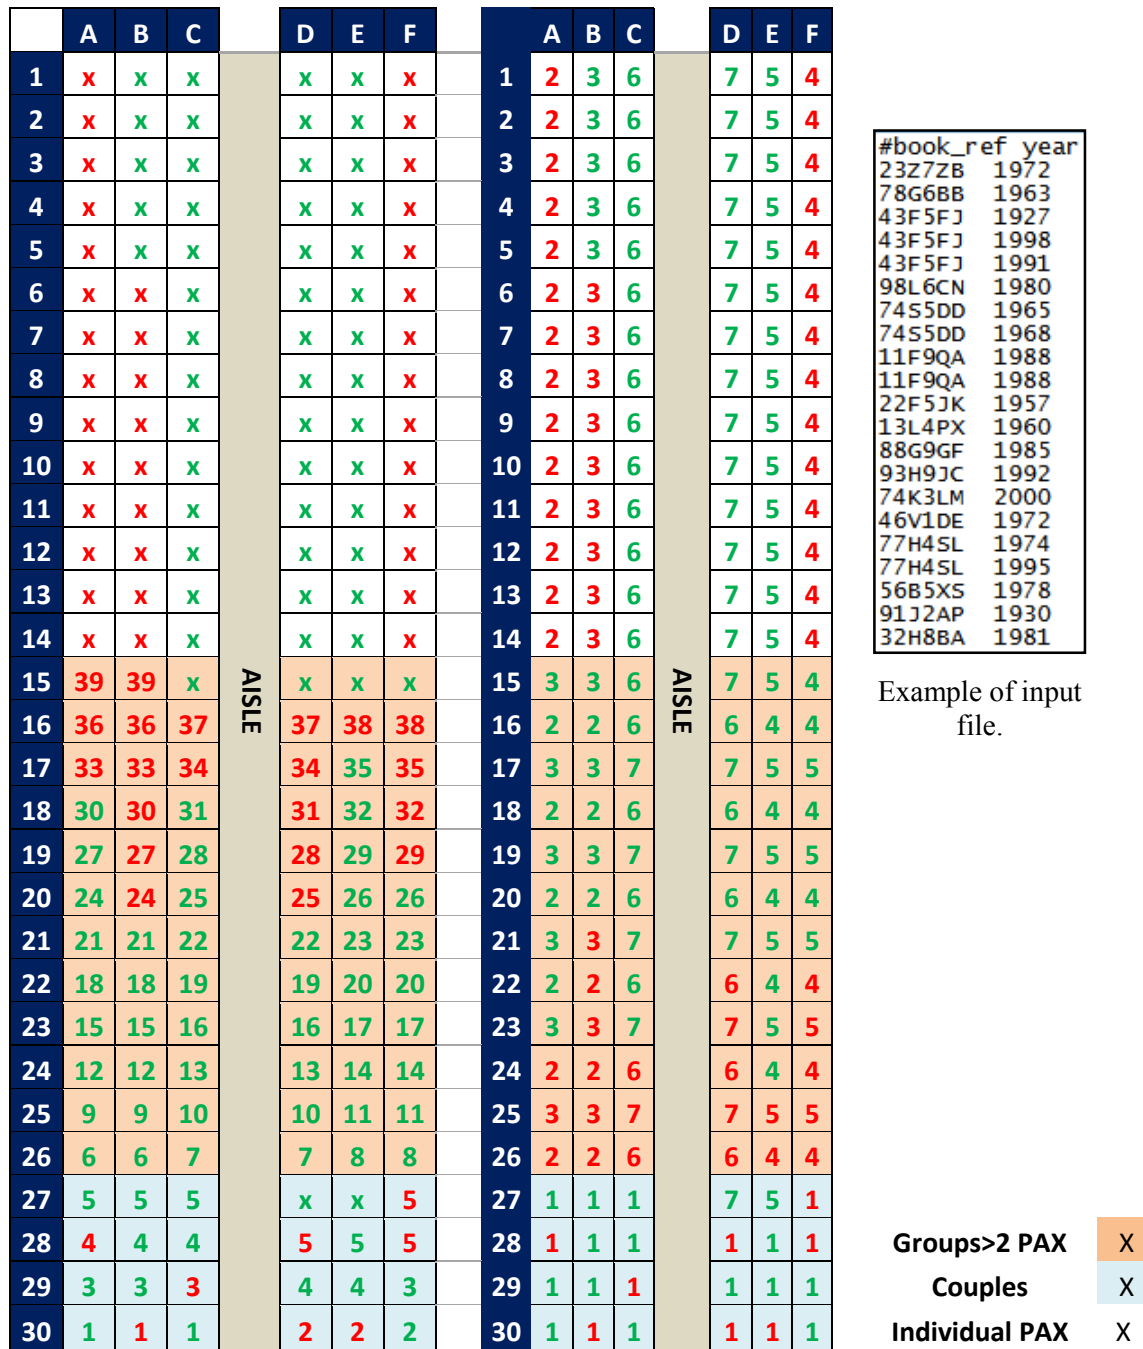 A B C D E F A B C D E F
1 x x x x x x 1 2 3 6 7 5 4
2 x x x x x x 2 2 3 6 7 5 4
3 x x x x x x 3 2 3 6 7 5 4
4 x x x x x x 4 2 3 6 7 5 4
5 x x x x x x 5 2 3 6 7 5 4
6 x x x x x x 6 2 3 6 7 5 4
7 x x x x x x 7 2 3 6 7 5 4
8 x x x x x x 8 2 3 6 7 5 4
9 x x x x x x 9 2 3 6 7 5 4
10 x x x x x x 10 2 3 6 7 5 4
11 x x x x x x 11 2 3 6 7 5 4
12 x x x x x x 12 2 3 6 7 5 4
13 x x x x x x 13 2 3 6 7 5 4
14 x x x x x x 14 2 3 6 7 5 4
15 39 39 x x x x 15 3 3 6 7 5 4
16 36 36 37 37 38 38 16 2 2 6 6 4 4
17 33 33 34 34 35 35 17 3 3 7 7 5 5
18 30 30 31 31 32 32 18 2 2 6 6 4 4
19 27 27 28 28 29 29 19 3 3 7 7 5 5
20 24 24 25 25 26 26 20 2 2 6 6 4 4
21 21 21 22 22 23 23 21 3 3 7 7 5 5
22 18 18 19 19 20 20 22 2 2 6 6 4 4
23 15 15 16 16 17 17 23 3 3 7 7 5 5
24 12 12 13 13 14 14 24 2 2 6 6 4 4
25 9 9 10 10 11 11 25 3 3 7 7 5 5
26 6 6 7 7 8 8 26 2 2 6 6 4 4
27 5 5 5 x x 5 27 1 1 1 7 5 1
28 4 4 4 5 5 5 28 1 1 1 1 1 1
29 3 3 3 4 4 3 29 1 1 1 1 1 1
30 1 1 1 2 2 2 30 1 1 1 1 1 1
AISLE
AISLE
#book_ref year
23Z7ZB 1972
78G6BB 1963
43F5FJ 1927
43F5FJ 1998
43F5FJ 1991
98L6CN 1980
74S5DD 1965
74S5DD 1968
11F9QA 1988
11F9QA 1988
22F5JK 1957
13L4PX 1960
88G9GF 1985
93H9JC 1992
74K3LM 2000
46V1DE 1972
77H4SL 1974
77H4SL 1995
56B5XS 1978
91J2AP 1930
32H8BA 1981
Example of input
file.
Groups>2 PAX X
Couples X
Individual PAX X